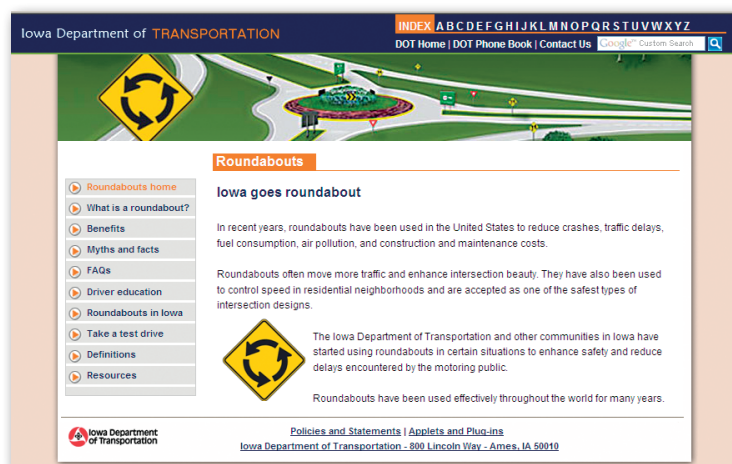 Iowa Department of TRANSPORTATION
INDEX A B C D E F G H I J K L M N O P Q R S T U V W X Y Z
DOT Home | DOT Phone Book | Contact Us Google™ Custom Search
Roundabouts
Roundabouts home
What is a roundabout?
Benefits
Myths and facts
FAQs
Driver education
Roundabouts in Iowa
Take a test drive
Definitions
Resources
Iowa goes roundabout
In recent years, roundabouts have been used in the United States to reduce crashes, traffic delays,
fuel consumption, air pollution, and construction and maintenance costs.
Roundabouts often move more traffic and enhance intersection beauty. They have also been used
to control speed in residential neighborhoods and are accepted as one of the safest types of
intersection designs.
The Iowa Department of Transportation and other communities in Iowa have
started using roundabouts in certain situations to enhance safety and reduce
delays encountered by the motoring public.
Roundabouts have been used effectively throughout the world for many years.
Iowa Department
of Transportation
Policies and Statements | Applets and Plug-ins
Iowa Department of Transportation - 800 Lincoln Way - Ames, IA 50010